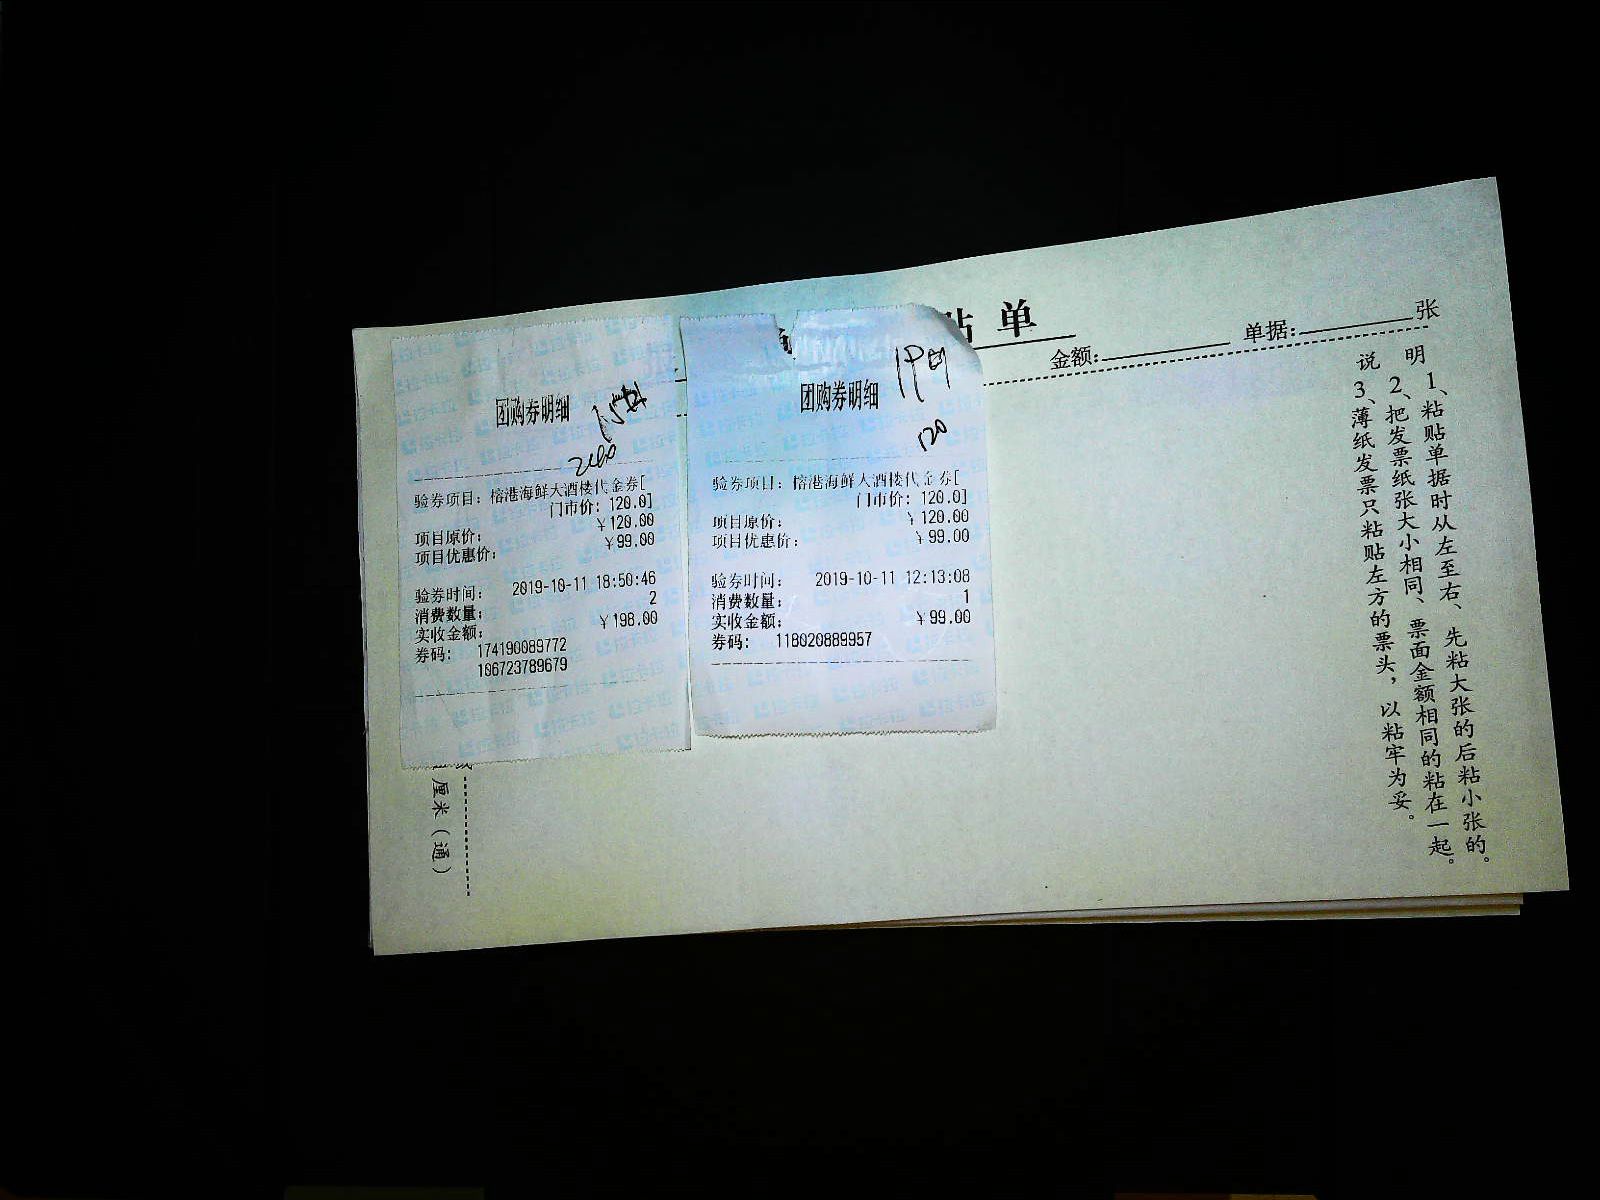 贴单
金额:
单据:
张
团购券明细
240
验券项目: 榕港海鲜大酒楼代金券[
门市价: 120.0]
项目原价: ￥120.00
项目优惠价: ￥99.00
验券时间: 2019-10-11 18:50:46
消费数量: 2
实收金额: ￥198.00
券码: 174190089772
106723789679
团购券明细
120
验券项目: 榕港海鲜大酒楼代金券[
门市价: 120.0]
项目原价: ￥120.00
项目优惠价: ￥99.00
验券时间: 2019-10-11 12:13:08
消费数量: 1
实收金额: ￥99.00
券码: 118020889957
说明
1、粘贴单据时从左至右、先粘大张的后粘小张的。
2、把发票纸张大小相同、票面金额相同的粘在一起。
3、薄纸发票只粘贴左方的票头，以粘牢为妥。
厘米（通）